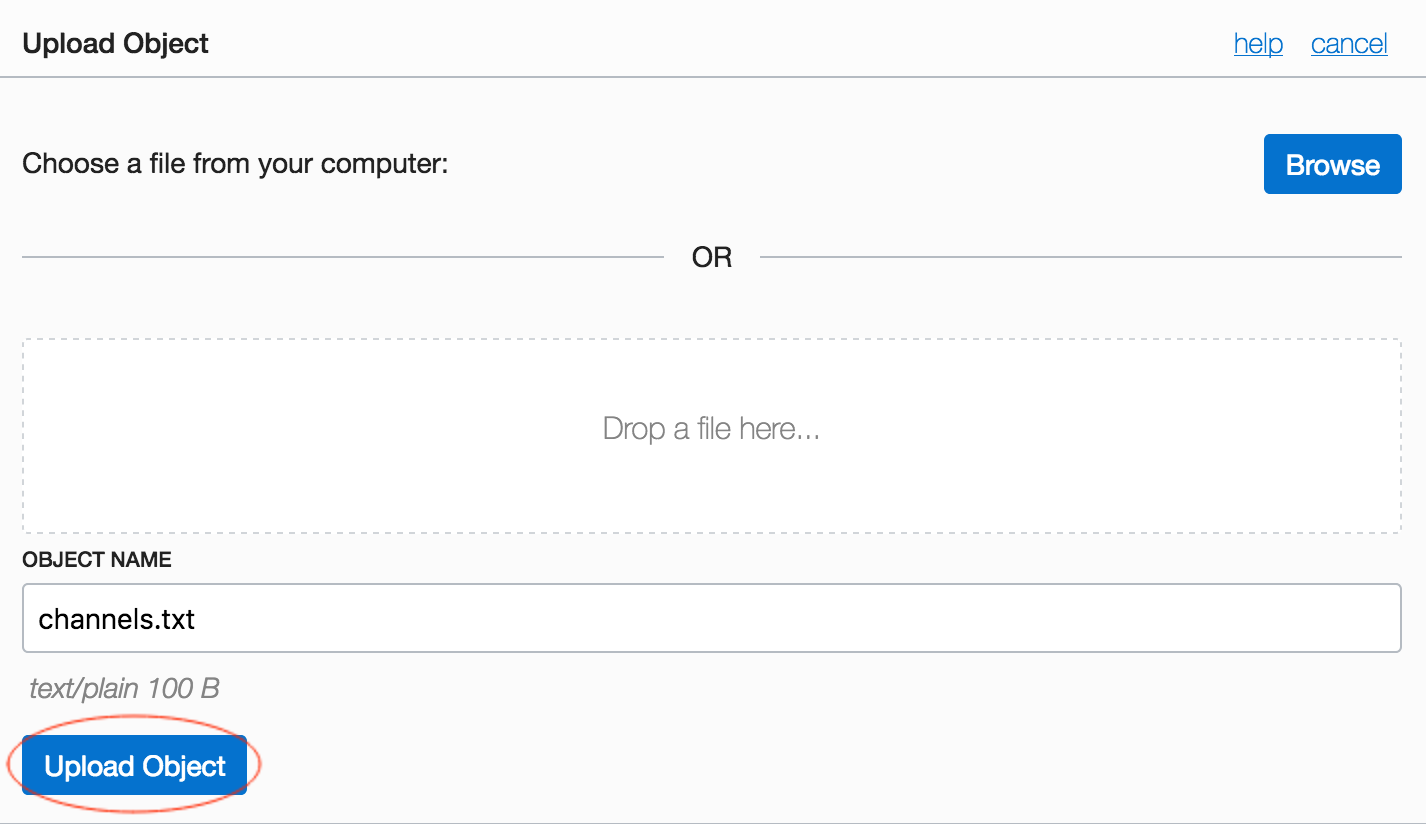 Upload Object
help cancel
Choose a file from your computer:
Browse
OR
Drop a file here...
OBJECT NAME
channels.txt
text/plain 100 B
Upload Object